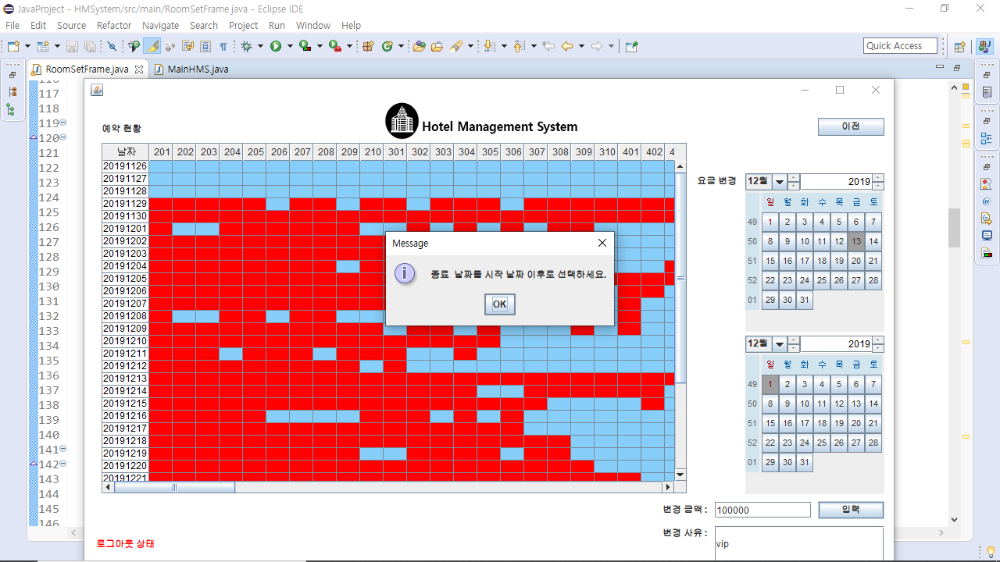 JavaProject - HMSystem/src/main/RoomSetFrame.java - Eclipse IDE
File Edit Source Refactor Navigate Search Project Run Window Help
Quick Access
RoomSetFrame.java MainHMS.java
117
118
119
120
121
122
123
124
125
126
127
128
129
130
131
132
133
134
135
136
137
138
139
140
141
142
143
144
145
146
예약 현황
Hotel Management System
이전
날짜 201 202 203 204 205 206 207 208 209 210 301 302 303 304 305 306 307 308 309 310 401 402 4
20191126
20191127
20191128
20191129
20191130
20191201
20191202
20191203
20191204
20191205
20191206
20191207
20191208
20191209
20191210
20191211
20191212
20191213
20191214
20191215
20191216
20191217
20191218
20191219
20191220
20191221
Message
종료 날짜를 시작 날짜 이후로 선택하세요.
OK
요금 변경 12월 2019
일 월 화 수 목 금 토
49 1 2 3 4 5 6 7
50 8 9 10 11 12 13 14
51 15 16 17 18 19 20 21
52 22 23 24 25 26 27 28
01 29 30 31
12월 2019
일 월 화 수 목 금 토
49 1 2 3 4 5 6 7
50 8 9 10 11 12 13 14
51 15 16 17 18 19 20 21
52 22 23 24 25 26 27 28
01 29 30 31
변경 금액 : 100000 입력
변경 사유 : vip
로그아웃 상태